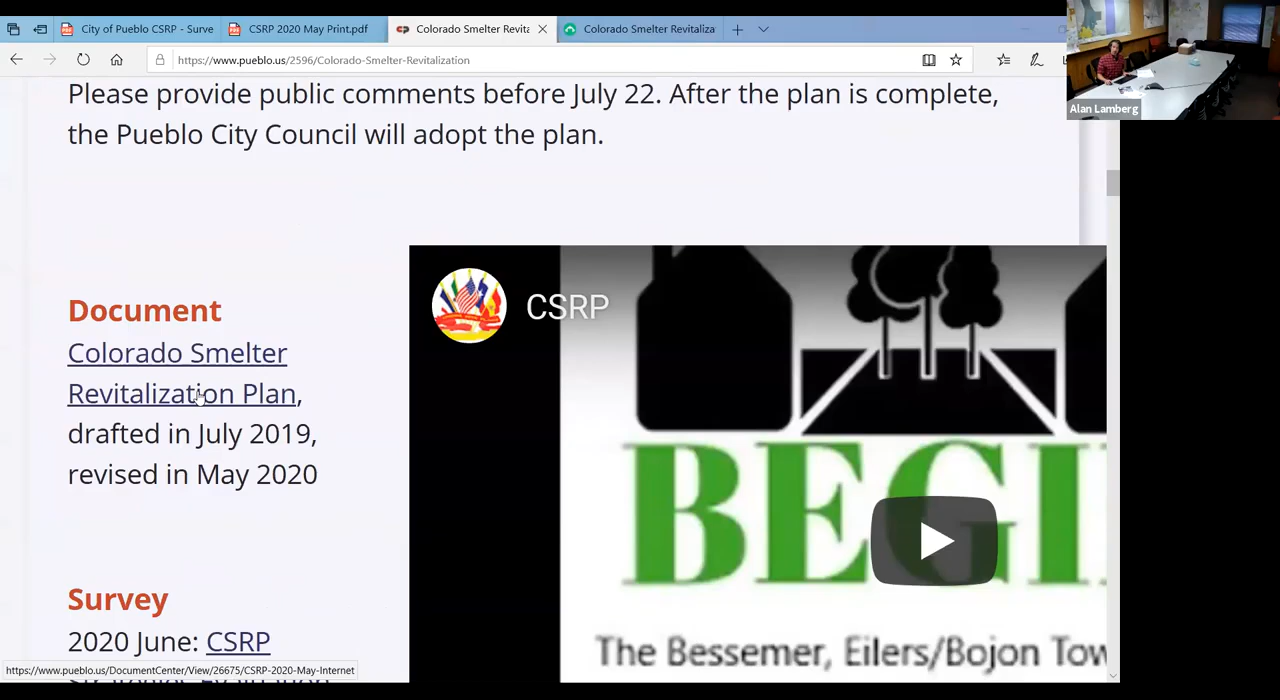 City of Pueblo CSRP - Surve
CSRP 2020 May Print.pdf
Colorado Smelter Revita
Colorado Smelter Revitaliza
https://www.pueblo.us/2596/Colorado-Smelter-Revitalization
Alan Lamberg
Please provide public comments before July 22. After the plan is complete,
the Pueblo City Council will adopt the plan.
Document
Colorado Smelter
Revitalization Plan,
drafted in July 2019,
revised in May 2020
CSRP
BEGI
The Bessemer, Eilers/Bojon Tow
Survey
2020 June: CSRP
https://www.pueblo.us/DocumentCenter/View/26675/CSRP-2020-May-Internet